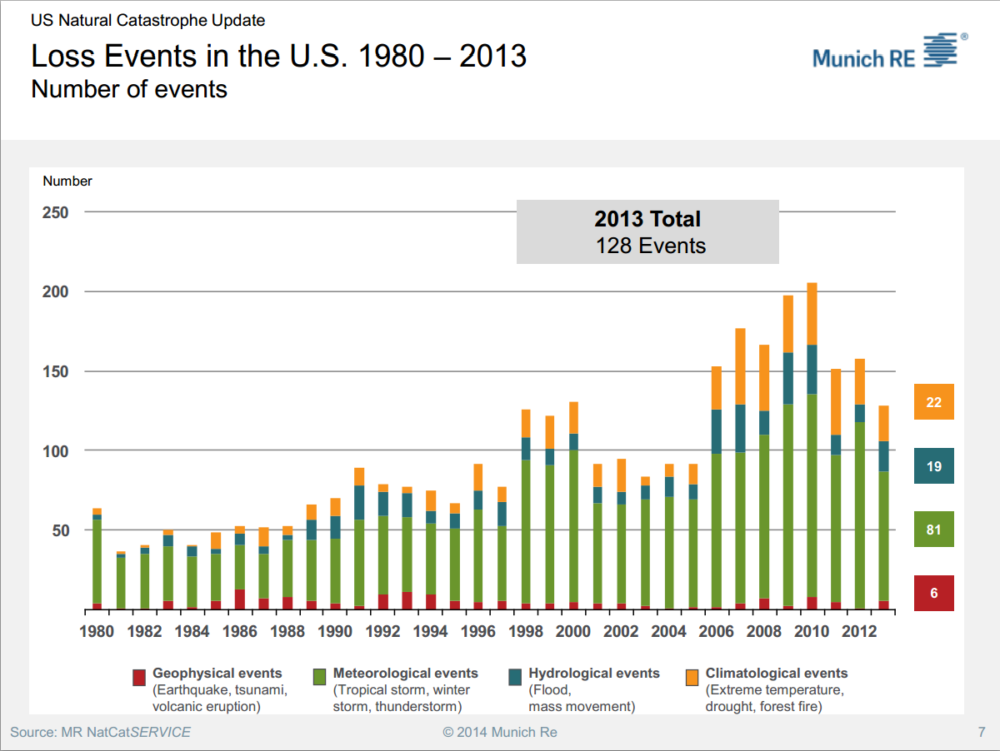 US Natural Catastrophe Update
Loss Events in the U.S. 1980 – 2013
Number of events
Munich RE ®
Number
250
200
150
100
50
2013 Total
128 Events
22
19
81
6
1980 1982 1984 1986 1988 1990 1992 1994 1996 1998 2000 2002 2004 2006 2008 2010 2012
Geophysical events
(Earthquake, tsunami,
volcanic eruption)
Meteorological events
(Tropical storm, winter
storm, thunderstorm)
Hydrological events
(Flood,
mass movement)
Climatological events
(Extreme temperature,
drought, forest fire)
Source: MR NatCatSERVICE
© 2014 Munich Re
7